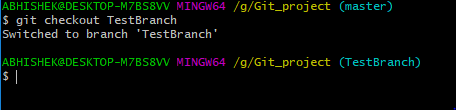 ABHISHEK@DESKTOP-M7BS8VV MINGW64 /g/Git_project (master)
$ git checkout TestBranch
Switched to branch 'TestBranch'
ABHISHEK@DESKTOP-M7BS8VV MINGW64 /g/Git_project (TestBranch)
$